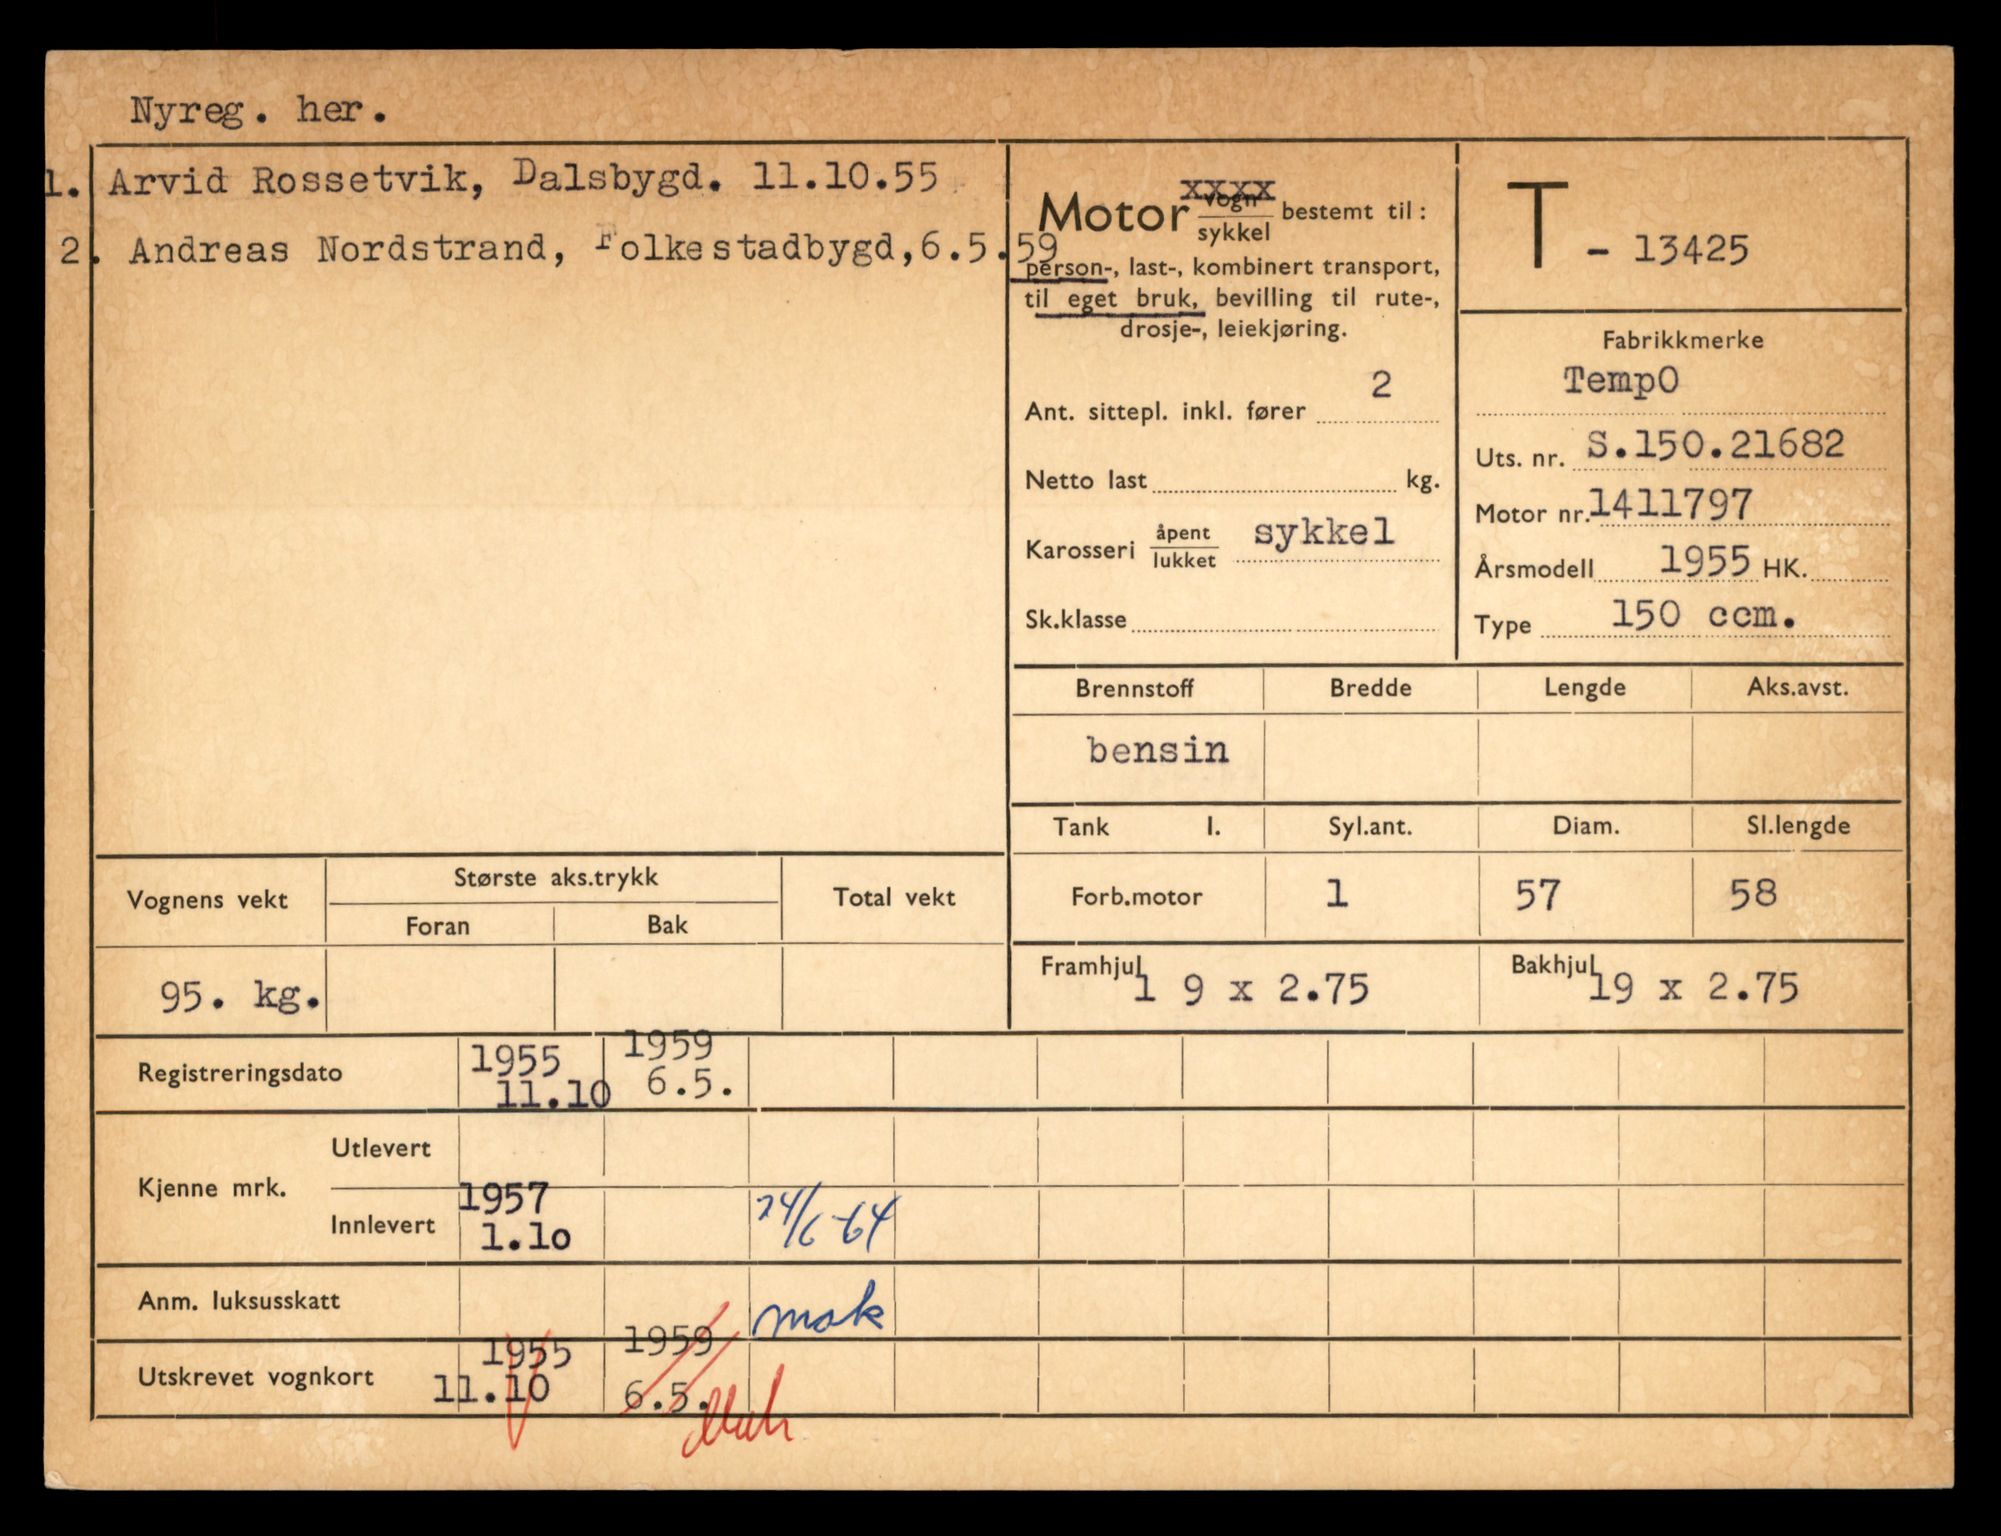 Nyreg. her.
1. Arvid Rossetvik, Dalsbygd. 11.10.55
2. Andreas Nordstrand, Folkestadbygd,6.5.59
Motor vogn xxxx
sykkel bestemt til:
person-, last-, kombinert transport,
til eget bruk, bevilling til rute-,
drosje-, leiekjøring.
Ant. sittepl. inkl. fører 2
Netto last kg.
Karosseri åpent
lukket sykkel
Sk.klasse
T - 13425
Fabrikkmerke
TempO
Uts. nr. S.150.21682
Motor nr. 1411797
Årsmodell 1955 HK.
Type 150 ccm.
Brennstoff Bredde Lengde Aks.avst.
bensin
Tank l. Syl.ant. Diam. Sl.lengde
Forb.motor 1 57 58
Framhjul 1 9 x 2.75 Bakhjul 19 x 2.75
Vognens vekt Største aks.trykk Total vekt
Foran Bak
95. kg.
Registreringsdato 1955 1959
11.10 6.5.
Kjenne mrk. Utlevert
Innlevert 1957 24/6-64
1.lo
Anm. luksusskatt mak
Utskrevet vognkort 1955 1959
11.10 6.5.